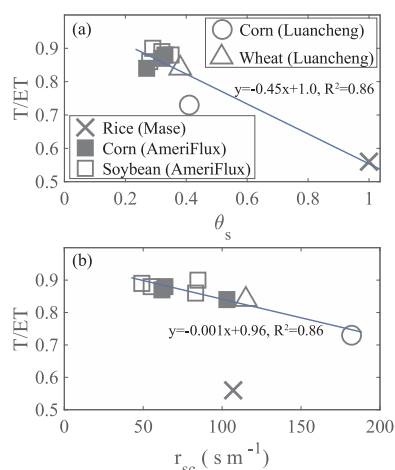 (a)
Corn (Luancheng)
Wheat (Luancheng)
y=-0.45x+1.0, R²=0.86
Rice (Mase)
Corn (AmeriFlux)
Soybean (AmeriFlux)
T/ET
1
0.9
0.8
0.7
0.6
0.5
0 0.2 0.4 0.6 0.8 1
θs
(b)
y=-0.001x+0.96, R²=0.86
T/ET
1
0.9
0.8
0.7
0.6
0.5
0 50 100 150 200
( s m⁻¹)